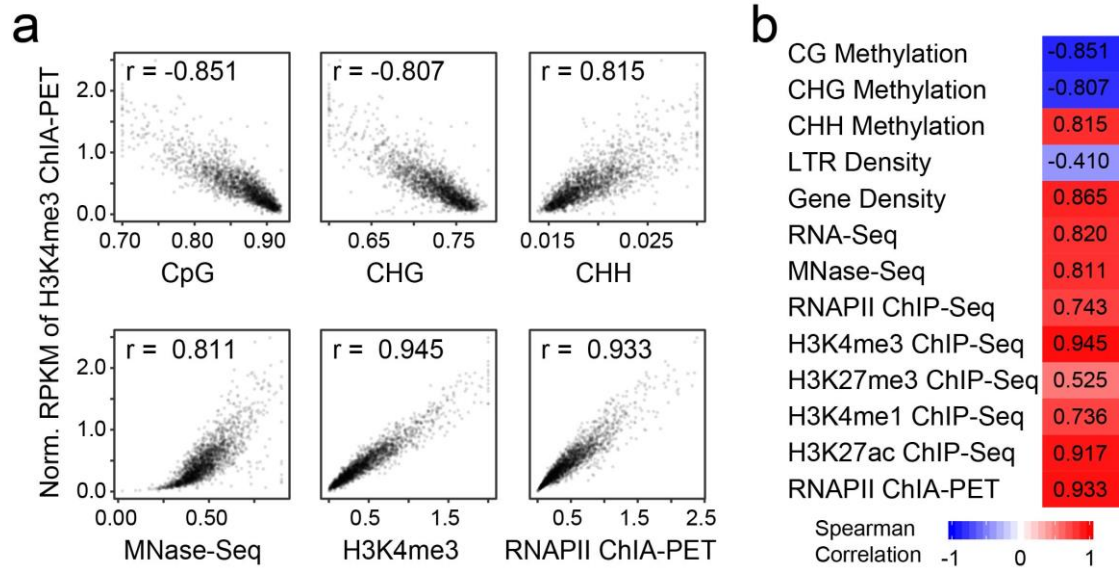 a
Norm. RPKM of H3K4me3 ChIA-PET
r = -0.851
r = -0.807
r = 0.815
2.0
1.0
0.0
0.70 0.80 0.90
0.65 0.75
0.015 0.025
CpG
CHG
CHH
r = 0.811
r = 0.945
r = 0.933
2.0
1.0
0.0
0.00 0.50
0.5 1.5
0.5 1.5 2.5
MNase-Seq
H3K4me3
RNAPII ChIA-PET
b
CG Methylation -0.851
CHG Methylation -0.807
CHH Methylation 0.815
LTR Density -0.410
Gene Density 0.865
RNA-Seq 0.820
MNase-Seq 0.811
RNAPII ChIP-Seq 0.743
H3K4me3 ChIP-Seq 0.945
H3K27me3 ChIP-Seq 0.525
H3K4me1 ChIP-Seq 0.736
H3K27ac ChIP-Seq 0.917
RNAPII ChIA-PET 0.933
Spearman
Correlation -1 0 1